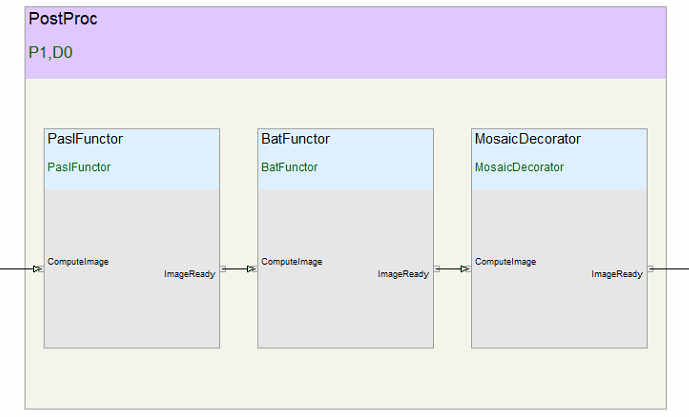 PostProc
P1,D0
PaslFunctor
PaslFunctor
ComputeImage
ImageReady
BatFunctor
BatFunctor
ComputeImage
ImageReady
MosaicDecorator
MosaicDecorator
ComputeImage
ImageReady